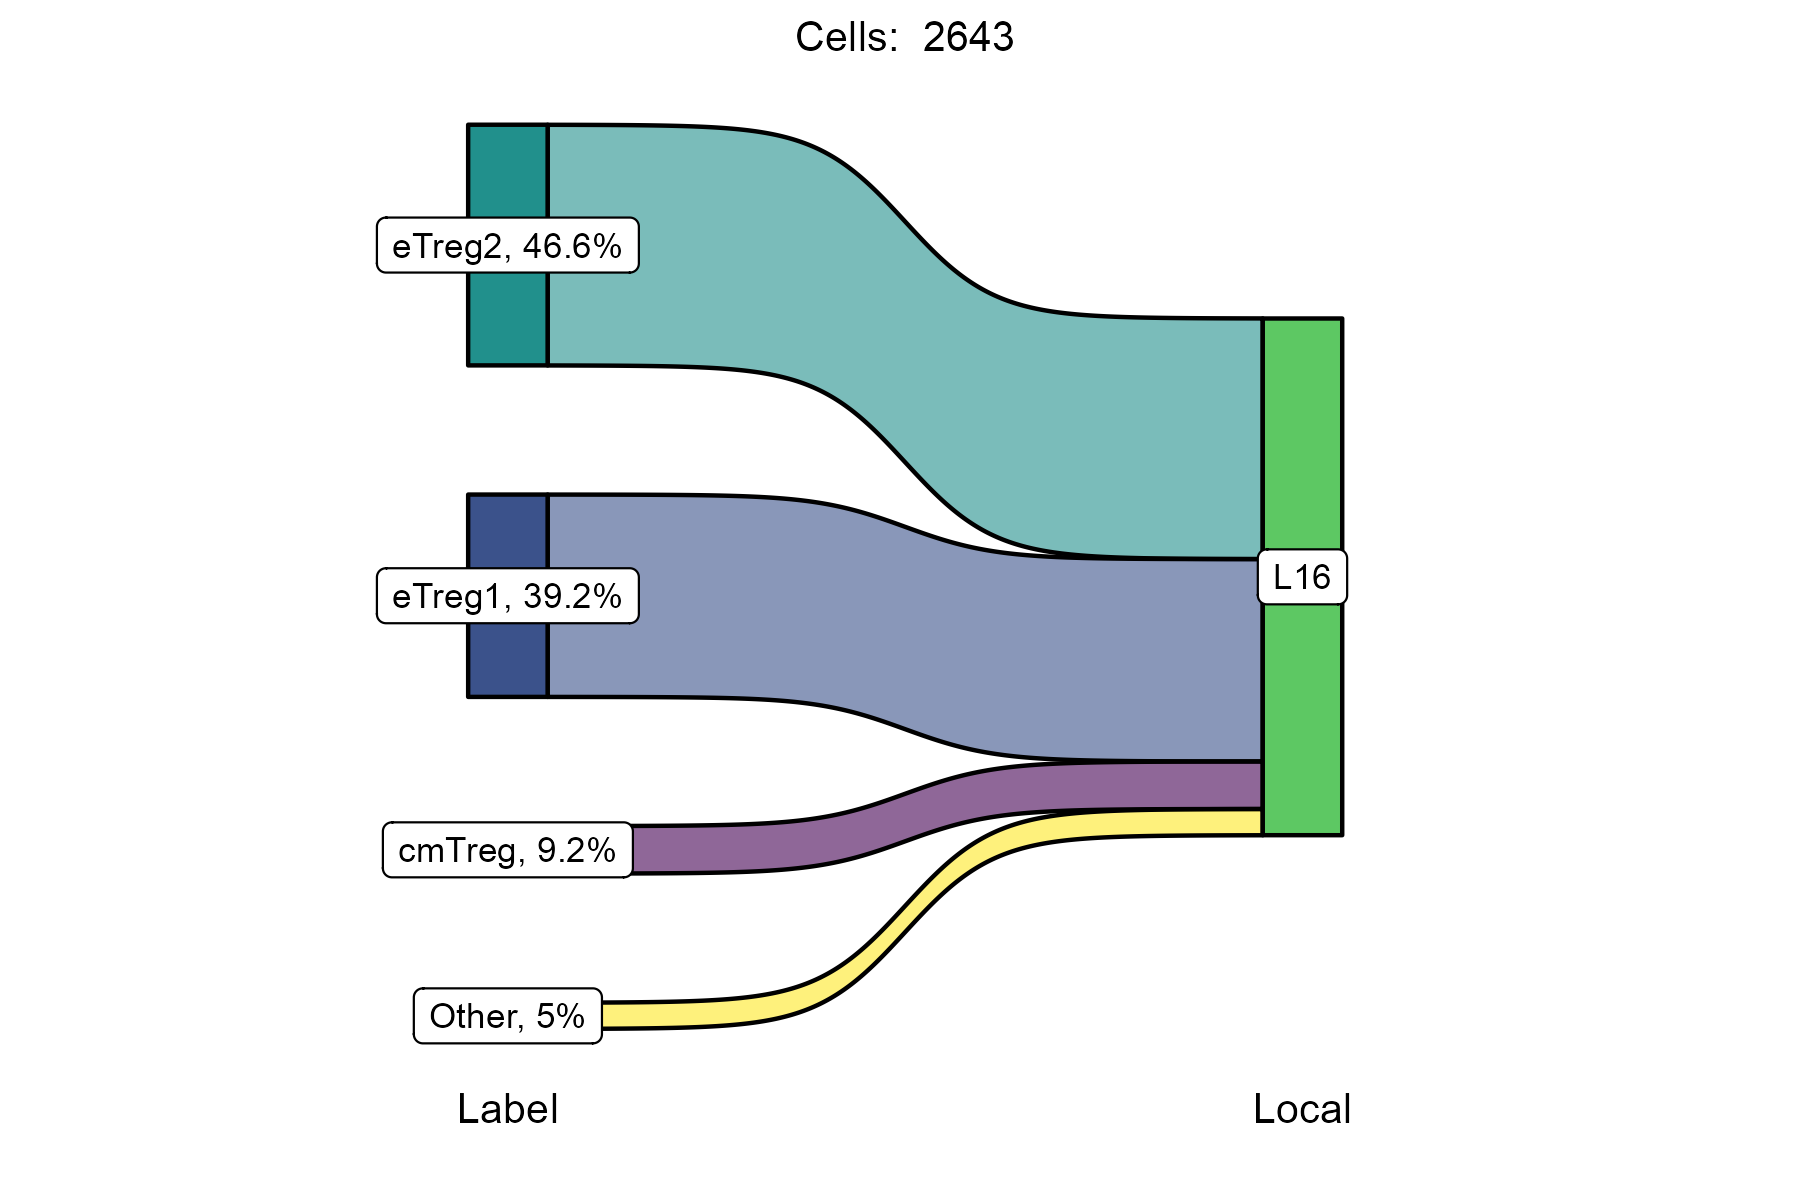 Cells:  2643
eTreg2, 46.6%
eTreg1, 39.2%
L16
cmTreg, 9.2%
Other, 5%
Label
Local